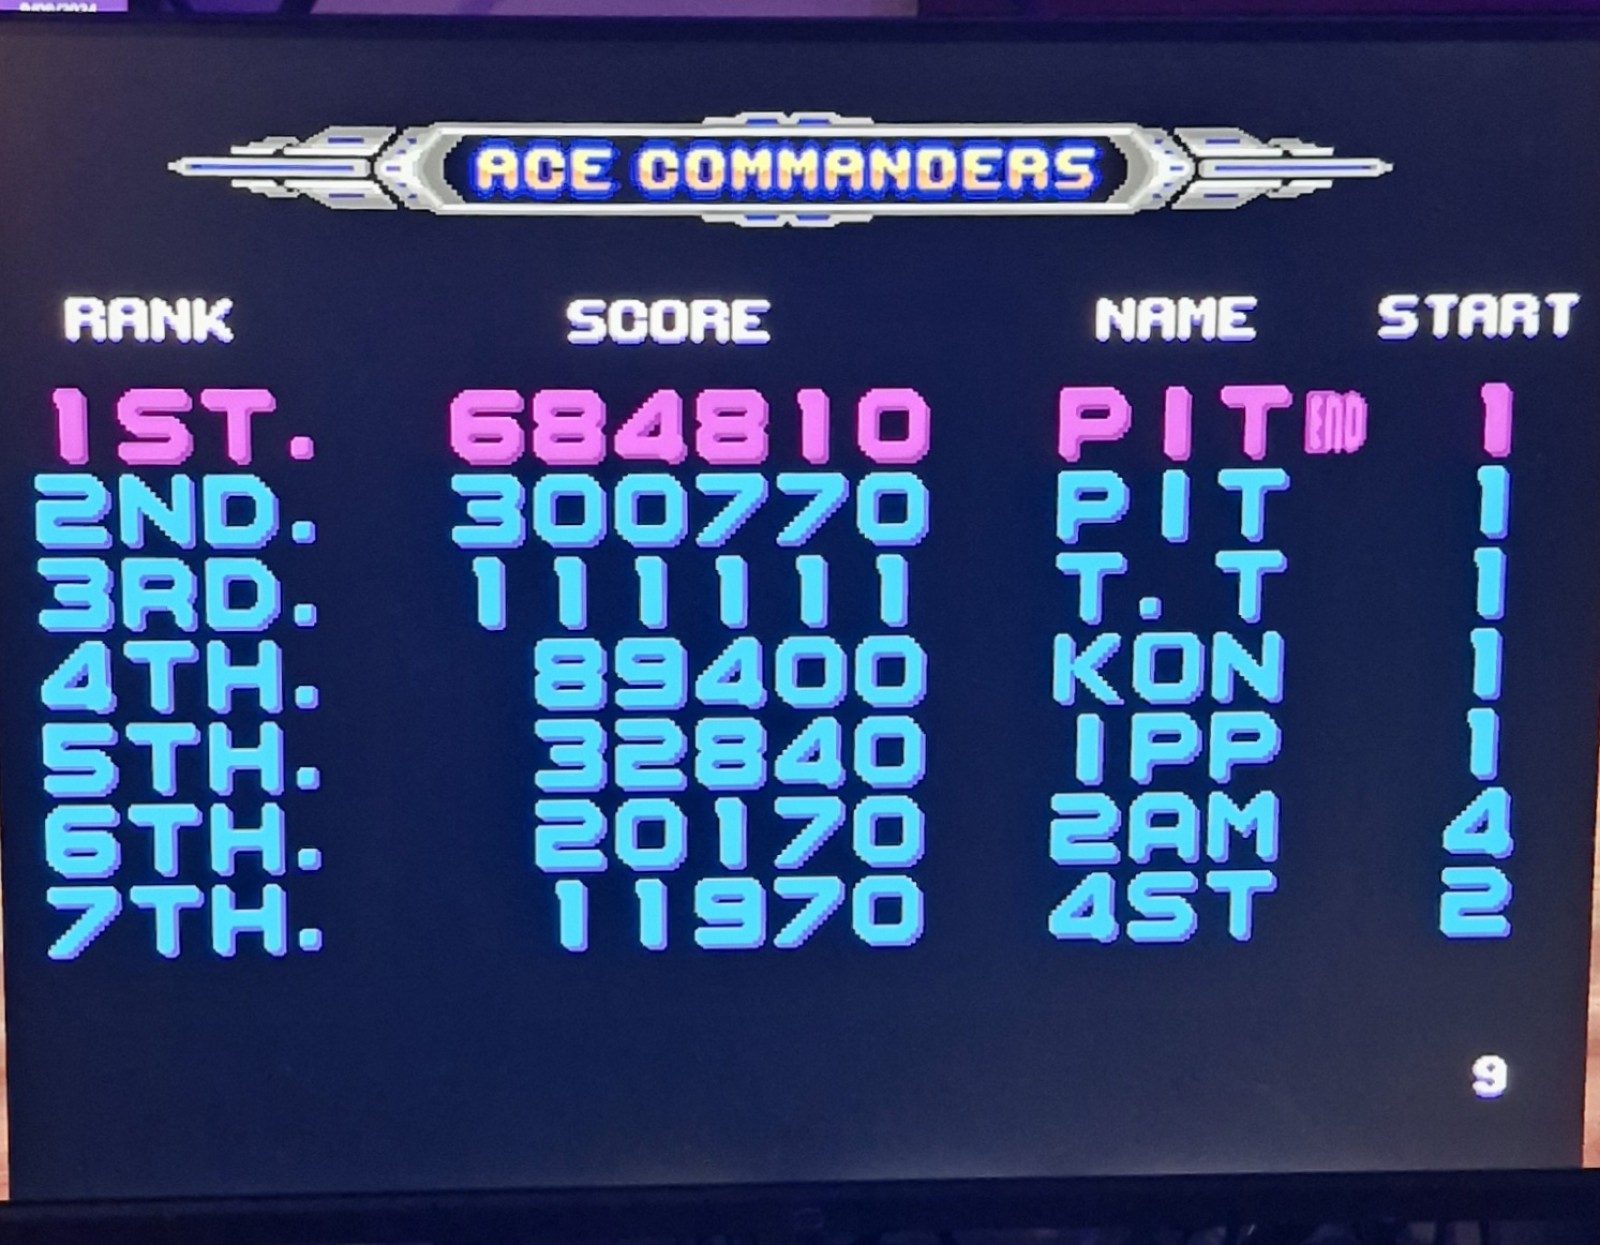 ACE COMMANDERS
RANK SCORE NAME START
1ST. 684810 PIT END 1
2ND. 300770 PIT 1
3RD. 111111 T.T 1
4TH. 89400 KON 1
5TH. 32840 IPP 1
6TH. 20170 2AM 4
7TH. 11970 4ST 2
9